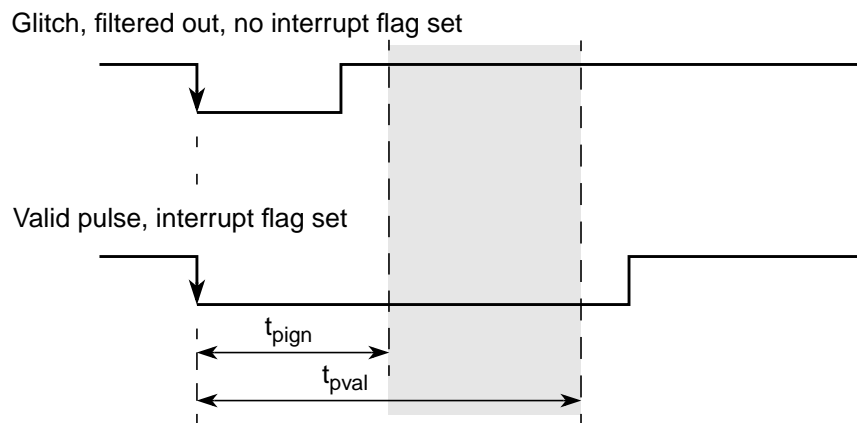 Glitch, filtered out, no interrupt flag set
Valid pulse, interrupt flag set
tpign
tpval